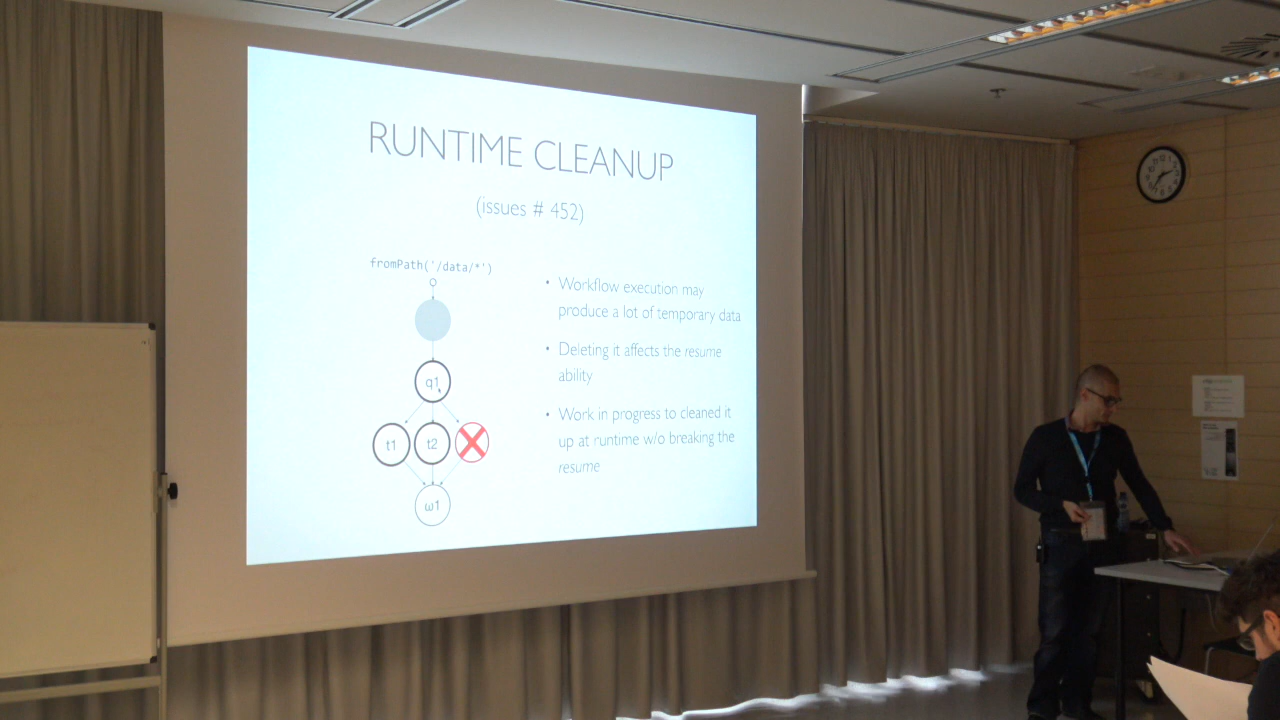 RUNTIME CLEANUP
(issues # 452)
fromPath('/data/*')
q1
t1
t2
ω1
• Workflow execution may
produce a lot of temporary data
• Deleting it affects the resume
ability
• Work in progress to cleaned it
up at runtime w/o breaking the
resume